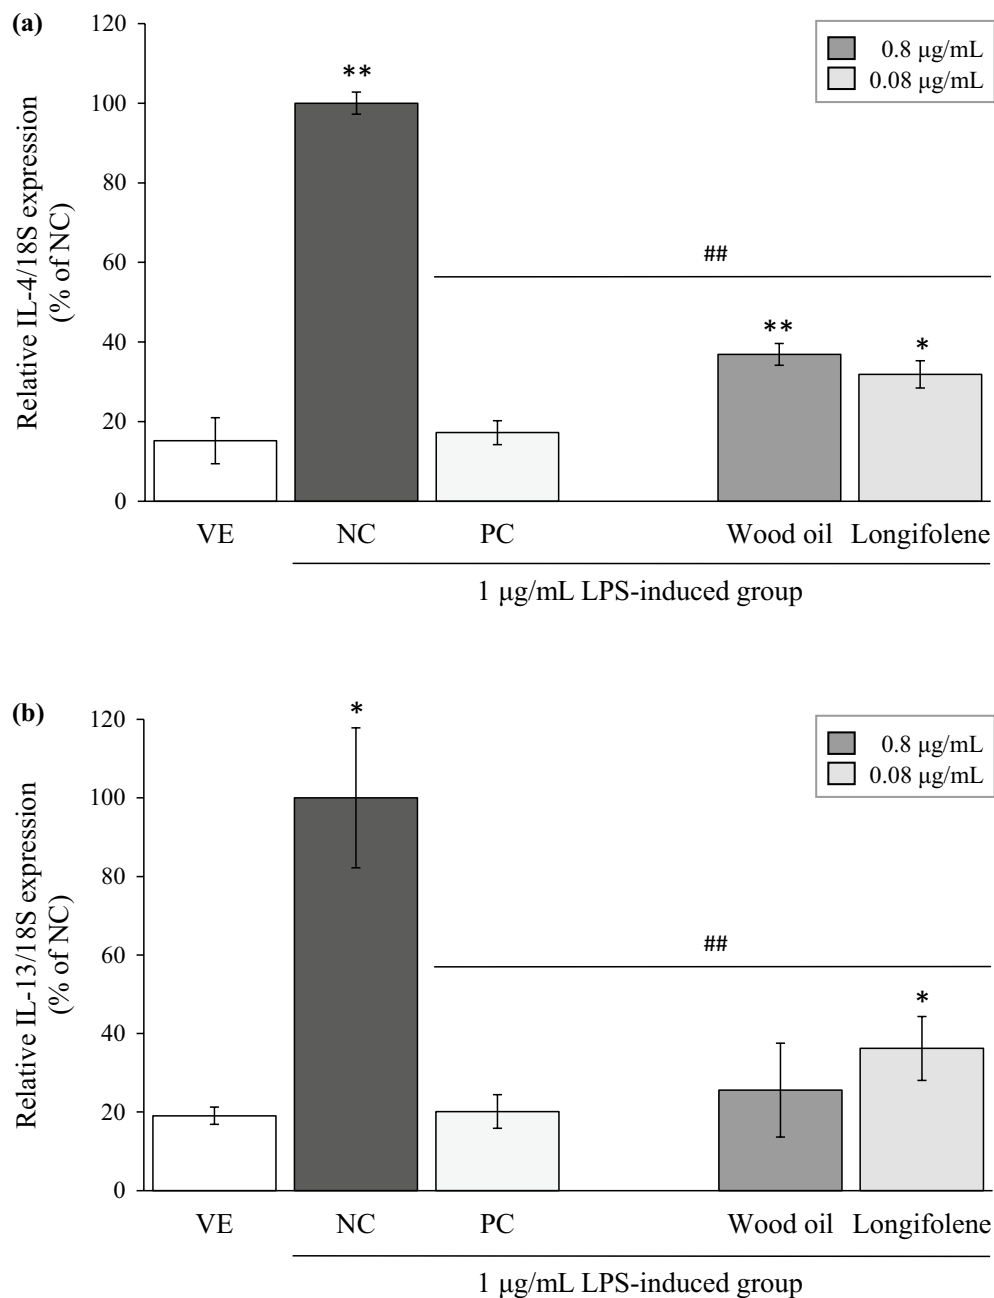 (a)
120
100
80
60
40
20
0
Relative IL-4/18S expression
(% of NC)
**
##
**
*
0.8 μg/mL
0.08 μg/mL
VE NC PC Wood oil Longifolene
1 μg/mL LPS-induced group
(b)
120
100
80
60
40
20
0
Relative IL-13/18S expression
(% of NC)
*
##
*
0.8 μg/mL
0.08 μg/mL
VE NC PC Wood oil Longifolene
1 μg/mL LPS-induced group